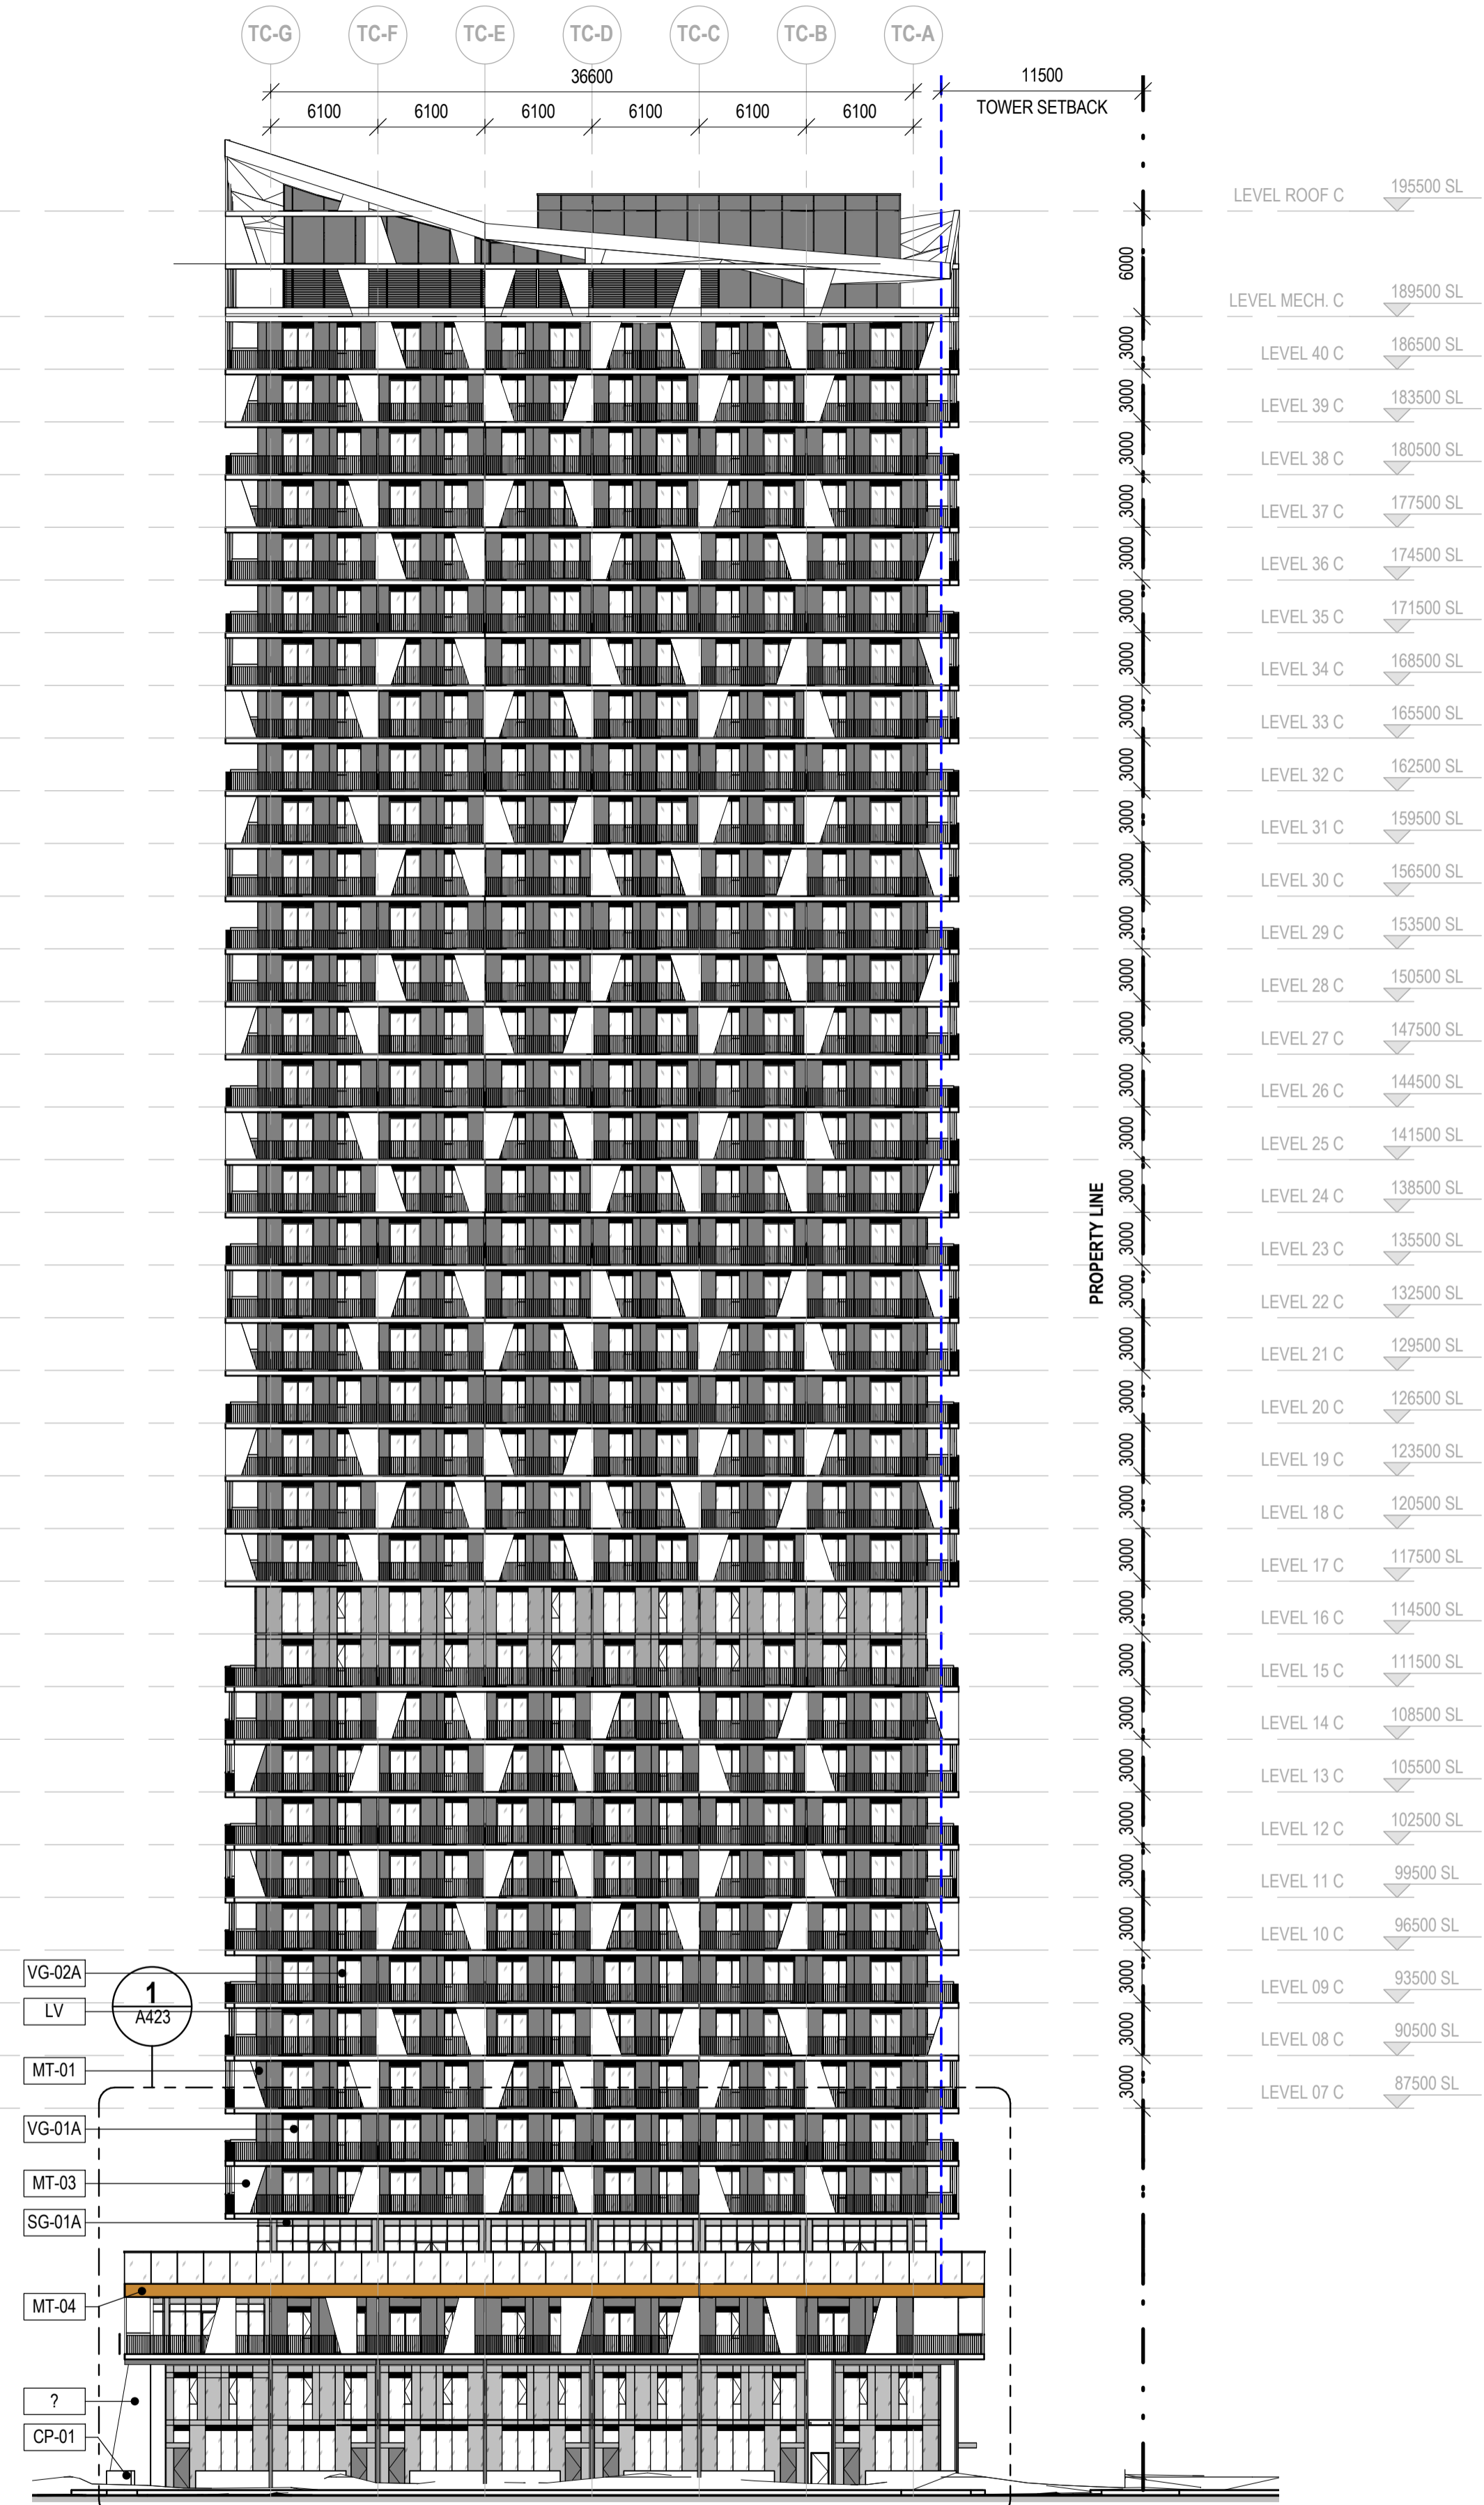 TC-G TC-F TC-E TC-D TC-C TC-B TC-A
36600 11500
TOWER SETBACK
6100 6100 6100 6100 6100 6100
LEVEL ROOF C 195500 SL
6000
LEVEL MECH. C 189500 SL
3000
LEVEL 40 C 186500 SL
3000
LEVEL 39 C 183500 SL
3000
LEVEL 38 C 180500 SL
3000
LEVEL 37 C 177500 SL
3000
LEVEL 36 C 174500 SL
3000
LEVEL 35 C 171500 SL
3000
LEVEL 34 C 168500 SL
3000
LEVEL 33 C 165500 SL
3000
LEVEL 32 C 162500 SL
3000
LEVEL 31 C 159500 SL
3000
LEVEL 30 C 156500 SL
3000
LEVEL 29 C 153500 SL
3000
LEVEL 28 C 150500 SL
3000
LEVEL 27 C 147500 SL
3000
LEVEL 26 C 144500 SL
3000
LEVEL 25 C 141500 SL
3000
LEVEL 24 C 138500 SL
PROPERTY LINE
3000
LEVEL 23 C 135500 SL
3000
LEVEL 22 C 132500 SL
3000
LEVEL 21 C 129500 SL
3000
LEVEL 20 C 126500 SL
3000
LEVEL 19 C 123500 SL
3000
LEVEL 18 C 120500 SL
3000
LEVEL 17 C 117500 SL
3000
LEVEL 16 C 114500 SL
3000
LEVEL 15 C 111500 SL
3000
LEVEL 14 C 108500 SL
3000
LEVEL 13 C 105500 SL
3000
LEVEL 12 C 102500 SL
3000
LEVEL 11 C 99500 SL
3000
LEVEL 10 C 96500 SL
3000
LEVEL 09 C 93500 SL
3000
LEVEL 08 C 90500 SL
3000
LEVEL 07 C 87500 SL
VG-02A
1
LV
A423
MT-01
VG-01A
MT-03
SG-01A
MT-04
?
CP-01